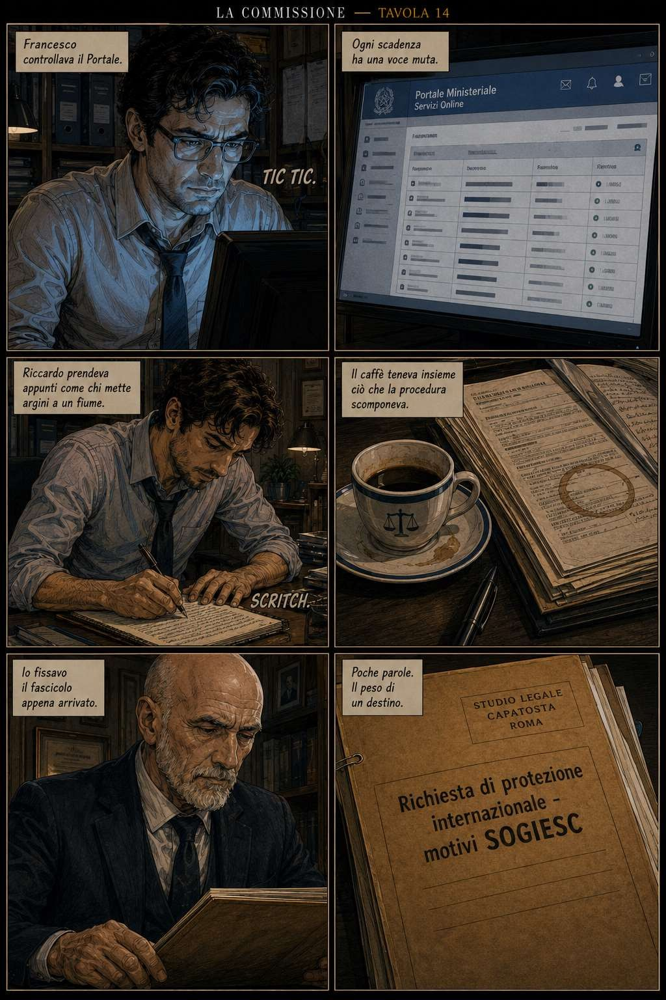 LA COMMISSIONE — TAVOLA 14
Francesco
controllava il Portale.
TIC TIC.
Ogni scadenza
ha una voce muta.
Portale Ministeriale
Servizi Online
Riccardo prendeva
appunti come chi mette
argini a un fiume.
SCRITCH.
Il caffè teneva insieme
ciò che la procedura
scomponeva.
Io fissavo
il fascicolo
appena arrivato.
Poche parole.
Il peso di
un destino.
STUDIO LEGALE
CAPATOSTA
ROMA
Richiesta di protezione
internazionale -
motivi SOGIESC